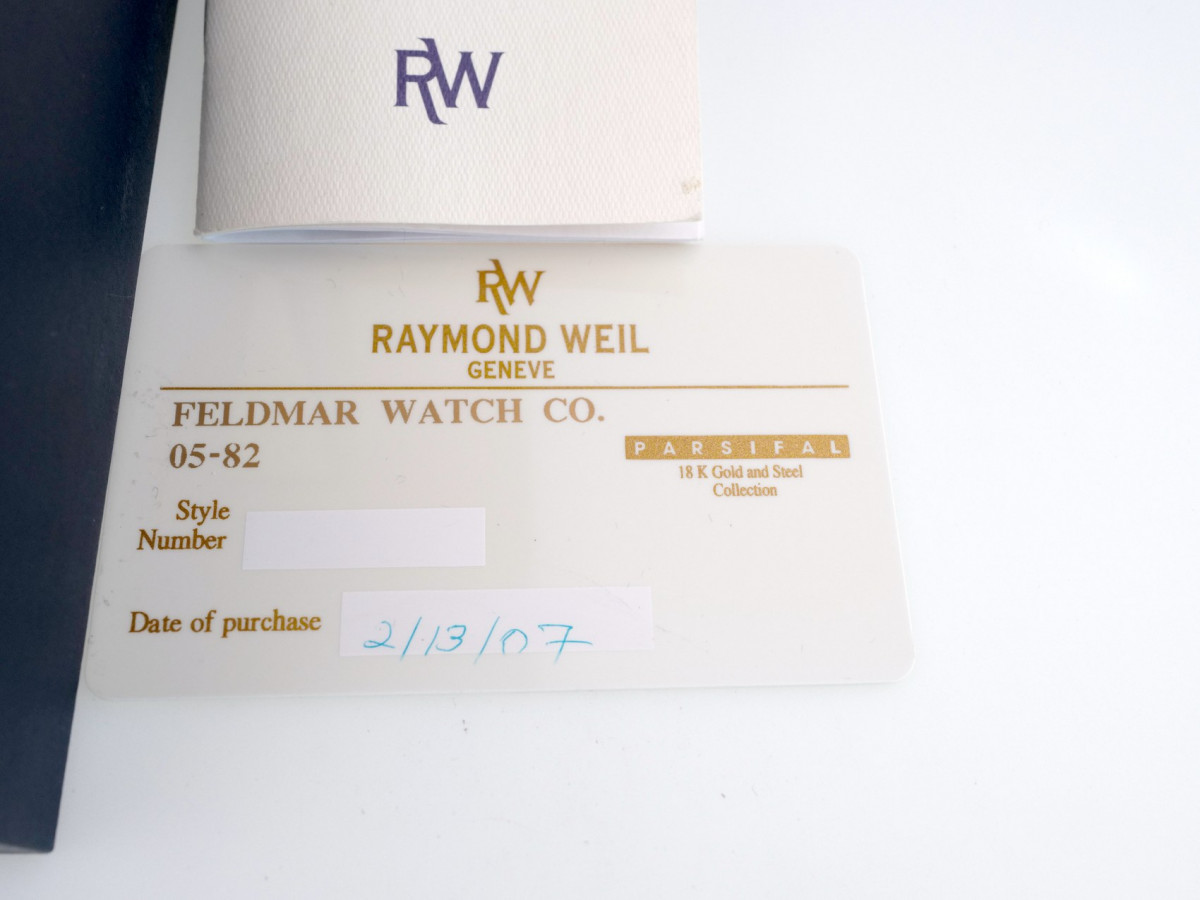 RW
RW
RAYMOND WEIL
GENEVE
FELDMAR WATCH CO.
05-82
PARSIFAL
18 K Gold and Steel
Collection
Style
Number
Date of purchase 2/13/07